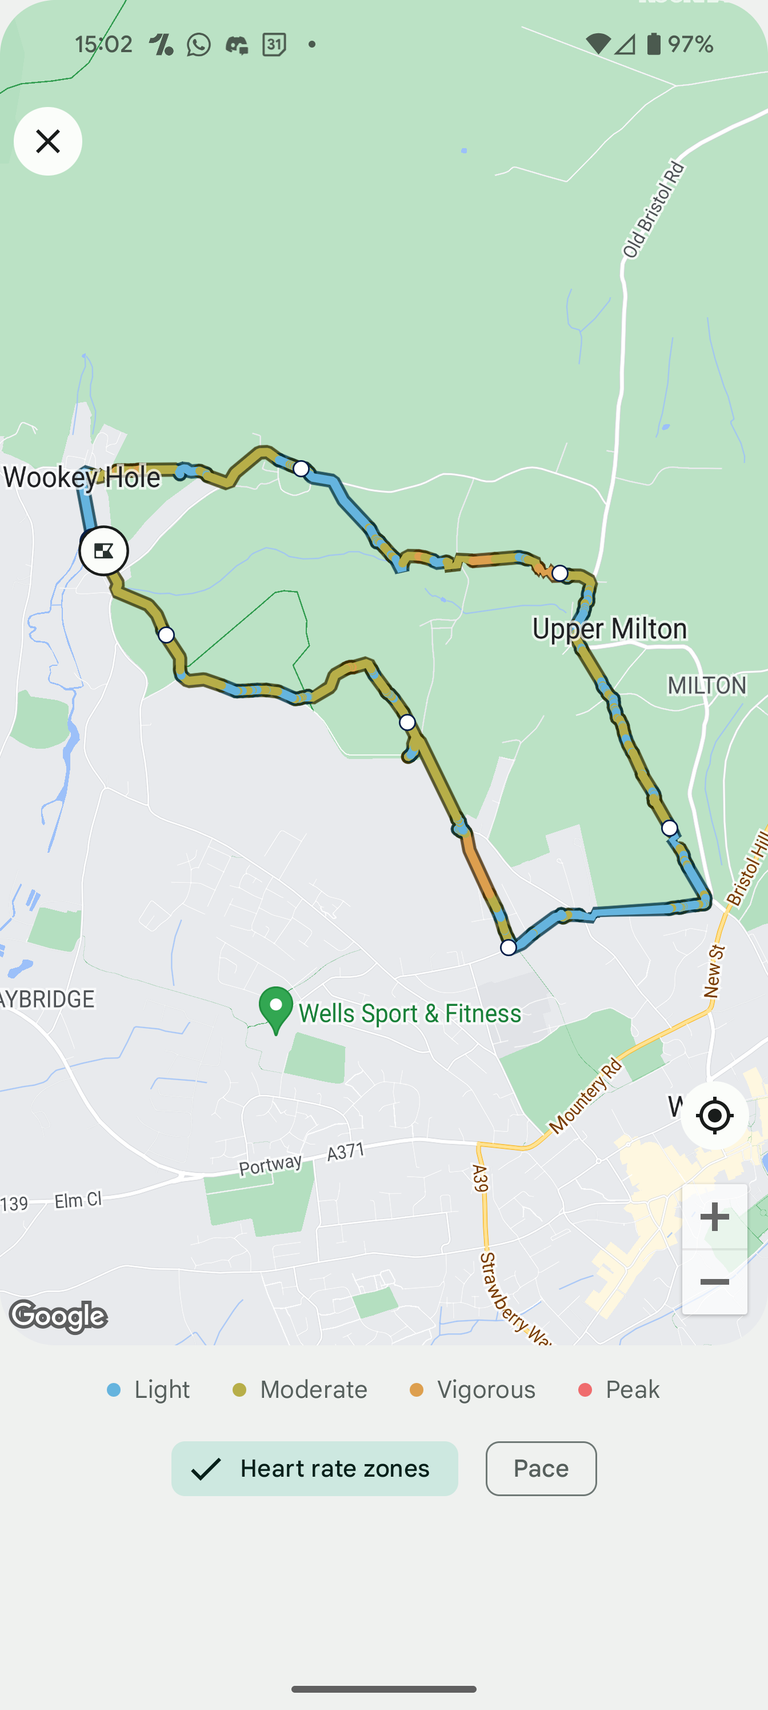 15:02
31
97%
Old Bristol Rd
Wookey Hole
Upper Milton
MILTON
Bristol Hill
New St
AYBRIDGE
Wells Sport & Fitness
Mountery Rd
W
Portway
A371
A39
139
Elm Cl
Strawberry Wa
+
−
Google
Light
Moderate
Vigorous
Peak
Heart rate zones
Pace